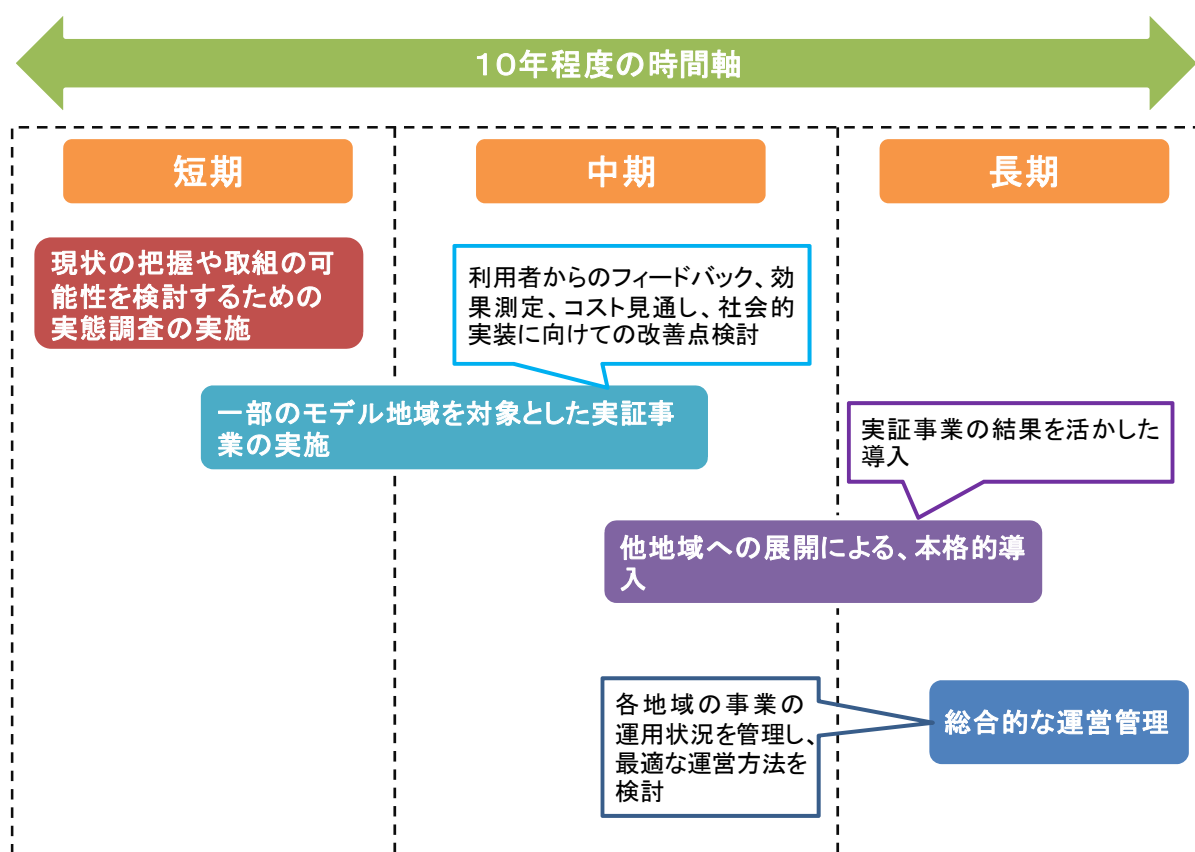 10年程度の時間軸
短期
中期
長期
現状の把握や取組の可
能性を検討するための
実態調査の実施
利用者からのフィードバック、効
果測定、コスト見通し、社会的
実装に向けての改善点検討
一部のモデル地域を対象とした実証事
業の実施
実証事業の結果を活かした
導入
他地域への展開による、本格的導
入
各地域の事業の
運用状況を管理し、
最適な運営方法を
検討
総合的な運営管理